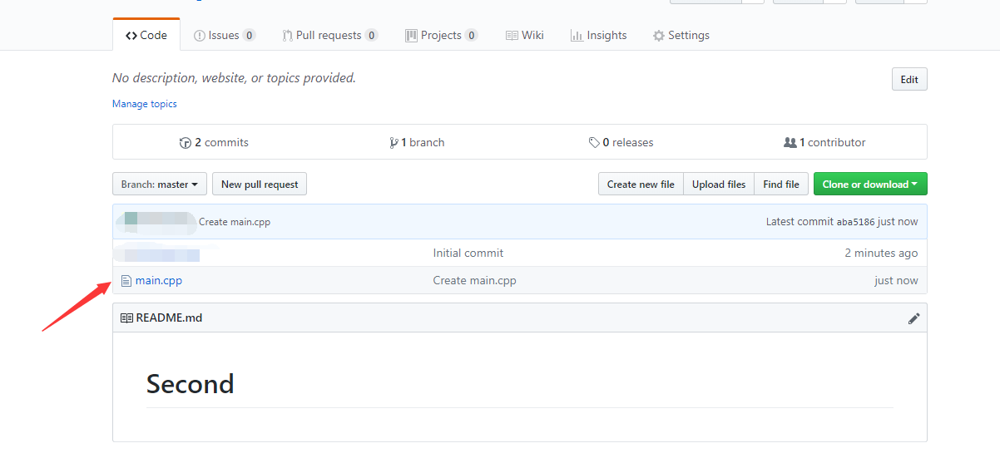 Code Issues 0 Pull requests 0 Projects 0 Wiki Insights Settings
No description, website, or topics provided. Edit
Manage topics
2 commits 1 branch 0 releases 1 contributor
Branch: master New pull request Create new file Upload files Find file Clone or download
Create main.cpp Latest commit aba5186 just now
Initial commit 2 minutes ago
main.cpp Create main.cpp just now
README.md
Second